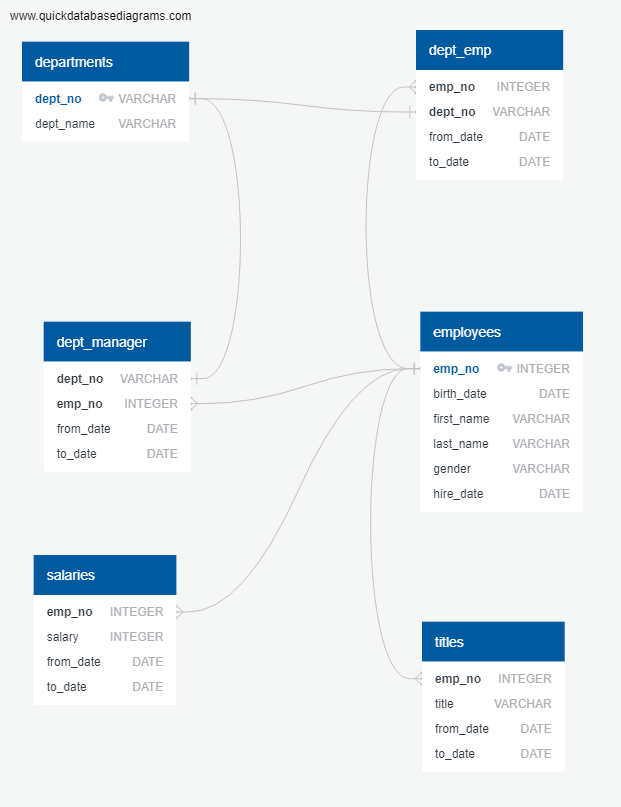 www.quickdatabasediagrams.com
departments
dept_no VARCHAR
dept_name VARCHAR
dept_emp
emp_no INTEGER
dept_no VARCHAR
from_date DATE
to_date DATE
dept_manager
dept_no VARCHAR
emp_no INTEGER
from_date DATE
to_date DATE
employees
emp_no INTEGER
birth_date DATE
first_name VARCHAR
last_name VARCHAR
gender VARCHAR
hire_date DATE
salaries
emp_no INTEGER
salary INTEGER
from_date DATE
to_date DATE
titles
emp_no INTEGER
title VARCHAR
from_date DATE
to_date DATE